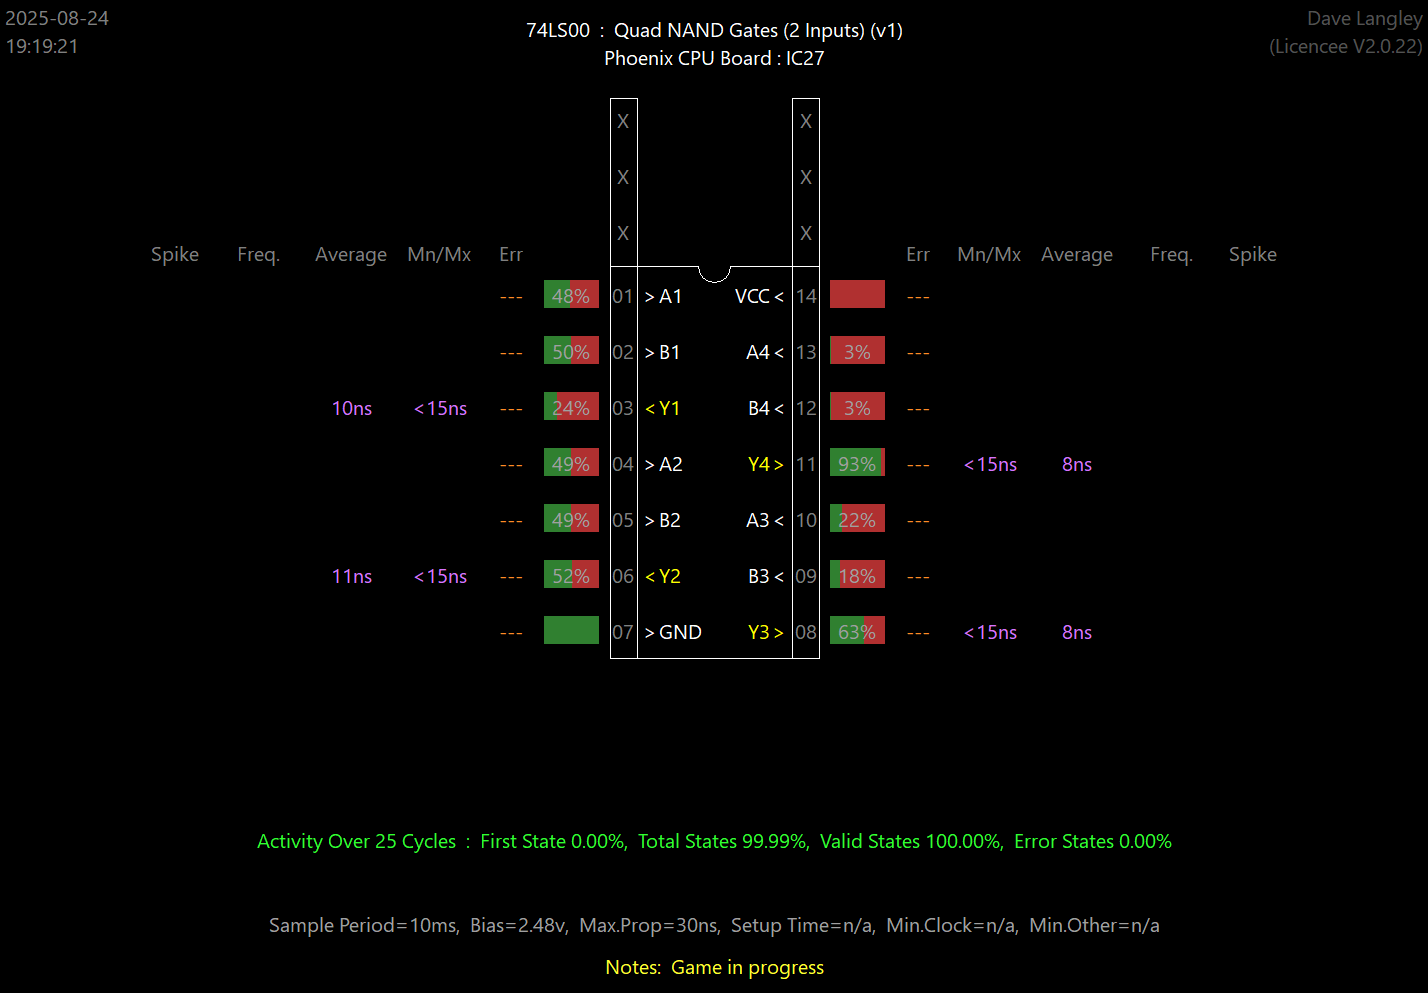 2025-08-24
19:19:21
74LS00 : Quad NAND Gates (2 Inputs) (v1)
Phoenix CPU Board : IC27
Dave Langley
(Licencee V2.0.22)
X X
X X
X X
Spike Freq. Average Mn/Mx Err Err Mn/Mx Average Freq. Spike
--- 48% 01 >A1 VCC< 14 ---
--- 50% 02 >B1 A4< 13 3% ---
10ns <15ns --- 24% 03 <Y1 B4< 12 3% ---
--- 49% 04 >A2 Y4> 11 93% --- <15ns 8ns
--- 49% 05 >B2 A3< 10 22% ---
11ns <15ns --- 52% 06 <Y2 B3< 09 18% ---
--- 07 >GND Y3> 08 63% --- <15ns 8ns
Activity Over 25 Cycles : First State 0.00%, Total States 99.99%, Valid States 100.00%, Error States 0.00%
Sample Period=10ms, Bias=2.48v, Max.Prop=30ns, Setup Time=n/a, Min.Clock=n/a, Min.Other=n/a
Notes: Game in progress